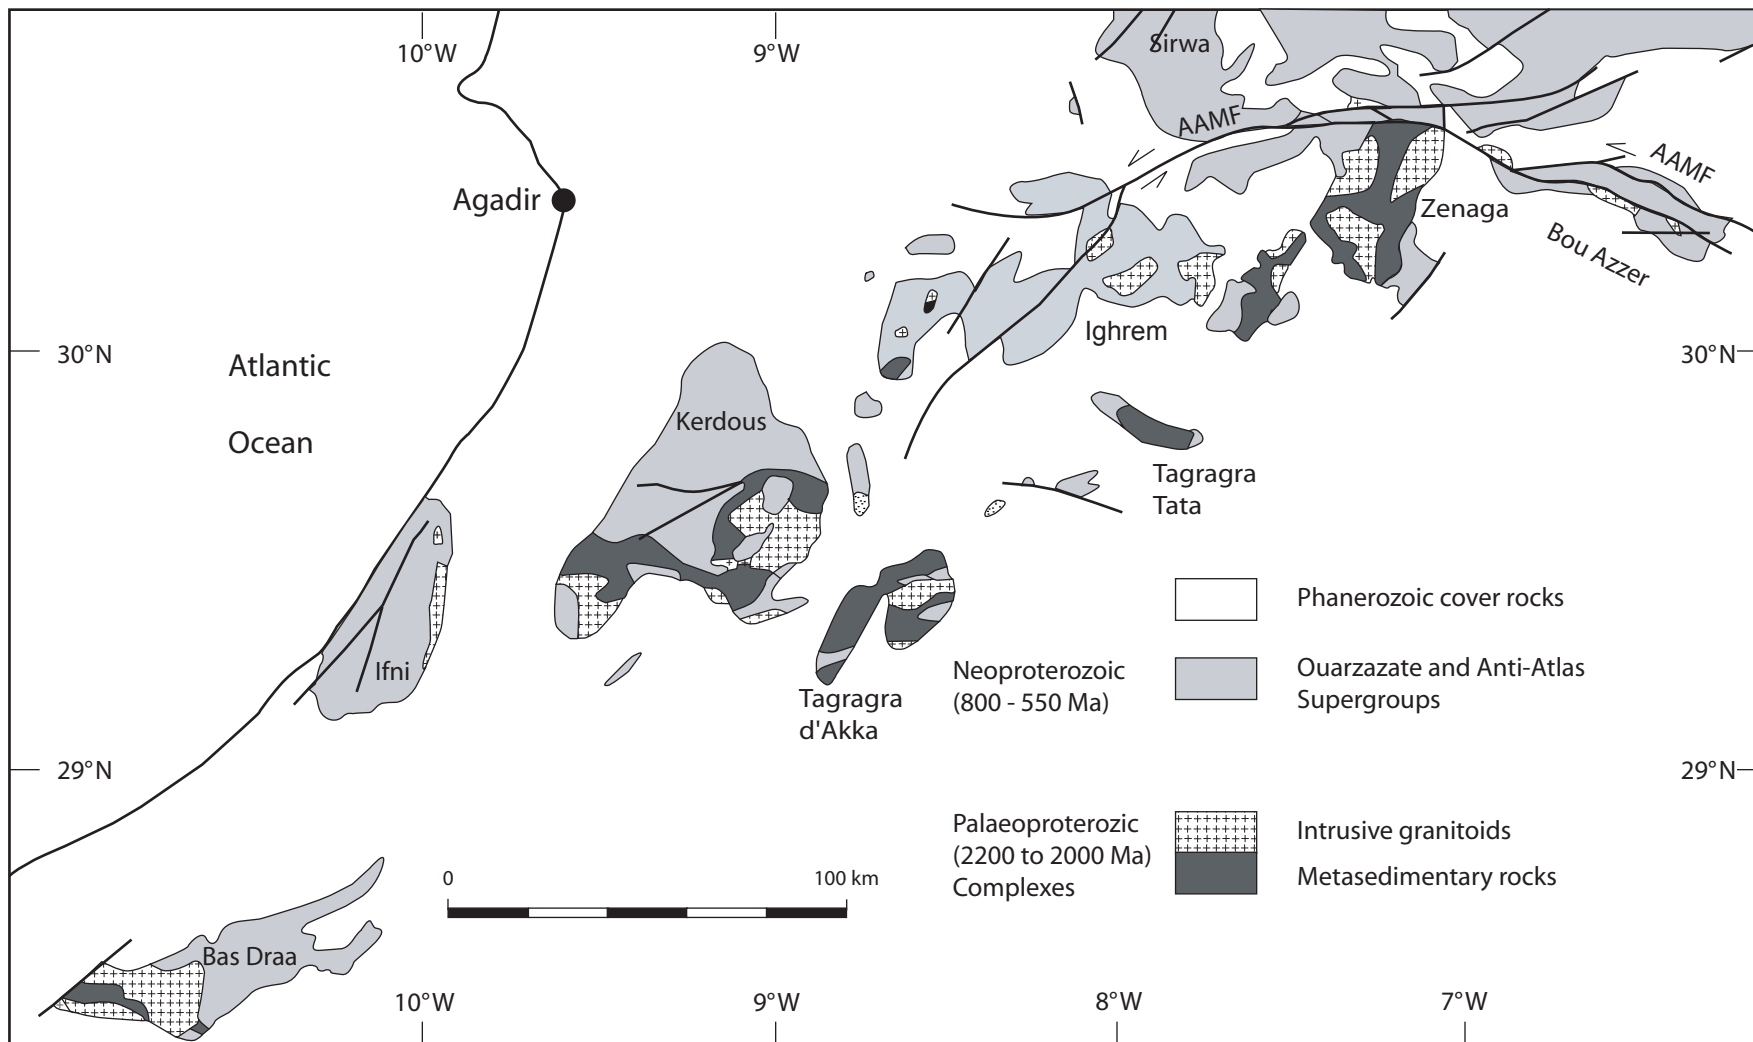 10°W
9°W
Sirwa
AAMF
AAMF
Agadir
Zenaga
Bou Azzer
Ighrem
30°N
30°N
Atlantic
Ocean
Kerdous
Tagragra
Tata
Ifni
Tagragra
d'Akka
Phanerozoic cover rocks
Neoproterozoic
(800 - 550 Ma)
Ouarzazate and Anti-Atlas
Supergroups
29°N
29°N
Palaeoproterozic
(2200 to 2000 Ma)
Complexes
Intrusive granitoids
Metasedimentary rocks
0
100 km
Bas Draa
10°W
9°W
8°W
7°W